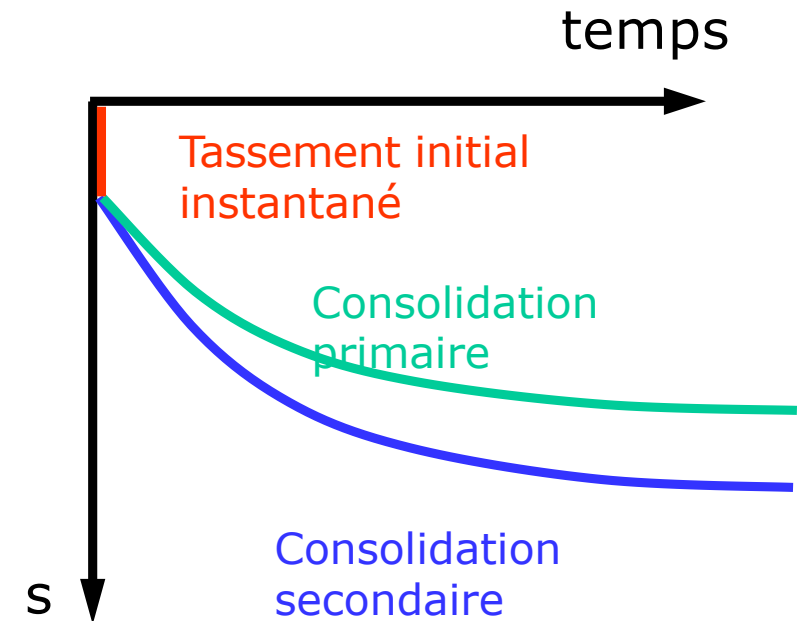 temps
Tassement initial
instantané
Consolidation
primaire
Consolidation
secondaire
s